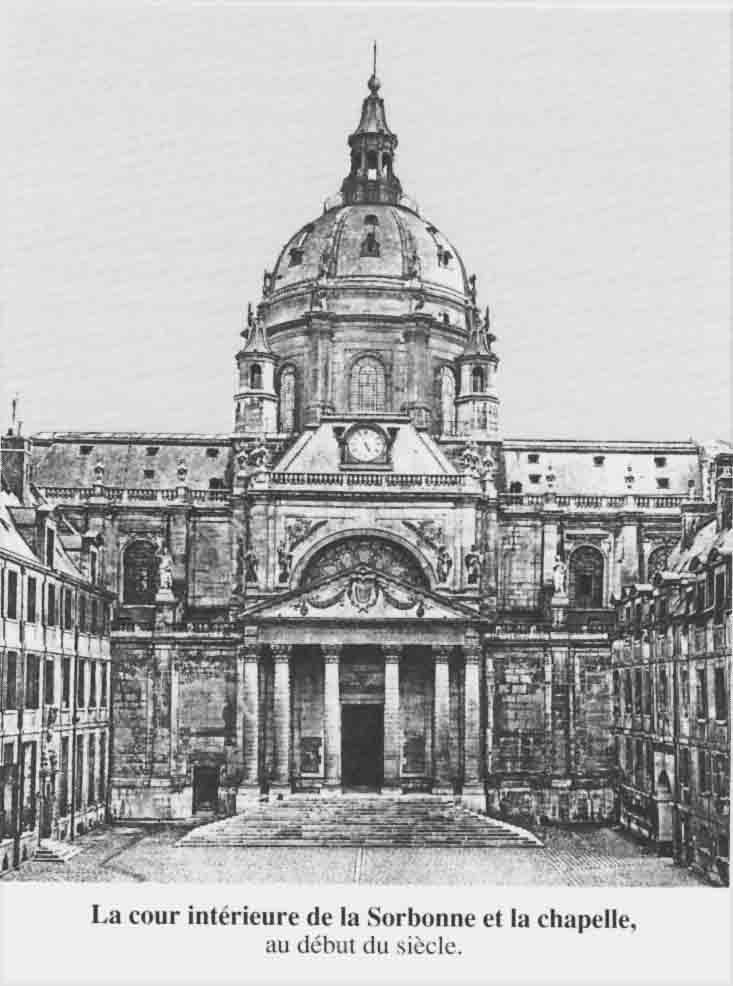 La cour intérieure de la Sorbonne et la chapelle,
au début du siècle.